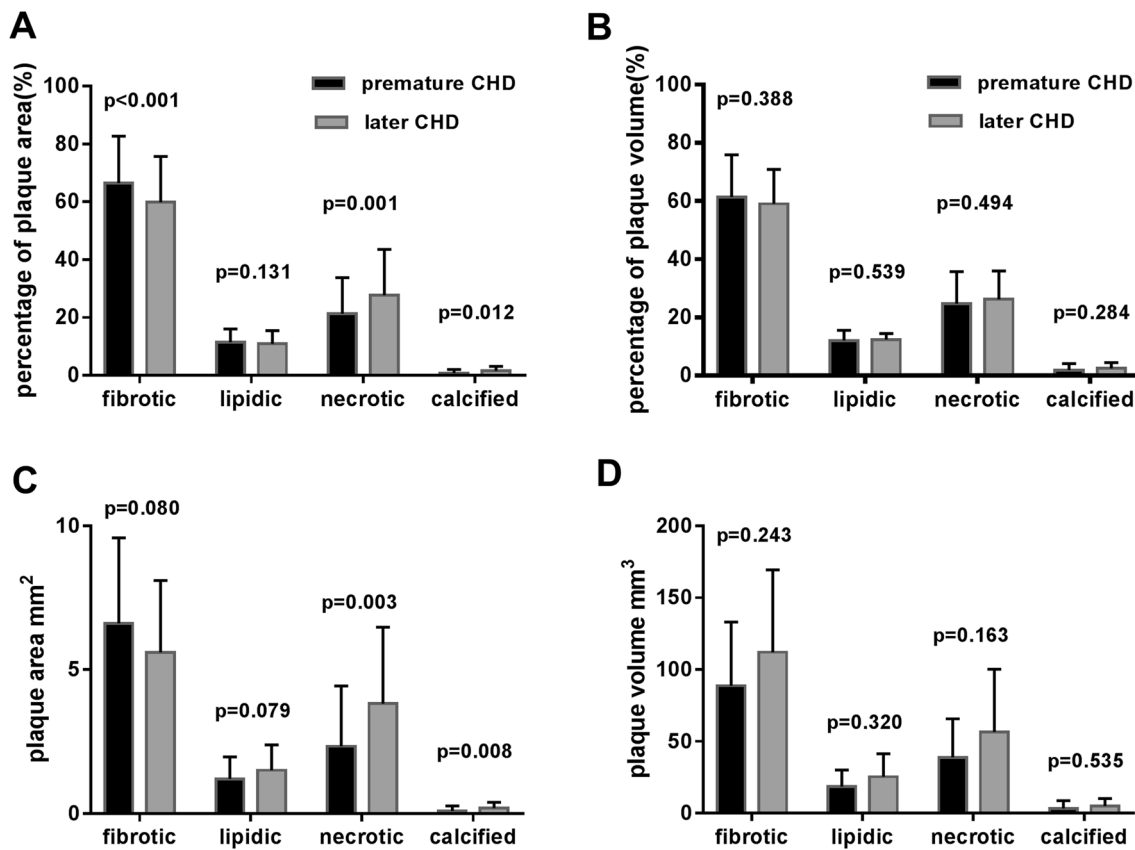 A
percentage of plaque area(%)
100
80
60
40
20
0
premature CHD
later CHD
p<0.001
p=0.131
p=0.001
p=0.012
fibrotic lipidic necrotic calcified
B
percentage of plaque volume(%)
100
80
60
40
20
0
premature CHD
later CHD
p=0.388
p=0.539
p=0.494
p=0.284
fibrotic lipidic necrotic calcified
C
plaque area mm²
10
5
0
p=0.080
p=0.079
p=0.003
p=0.008
fibrotic lipidic necrotic calcified
D
plaque volume mm³
200
150
100
50
0
p=0.243
p=0.320
p=0.163
p=0.535
fibrotic lipidic necrotic calcified